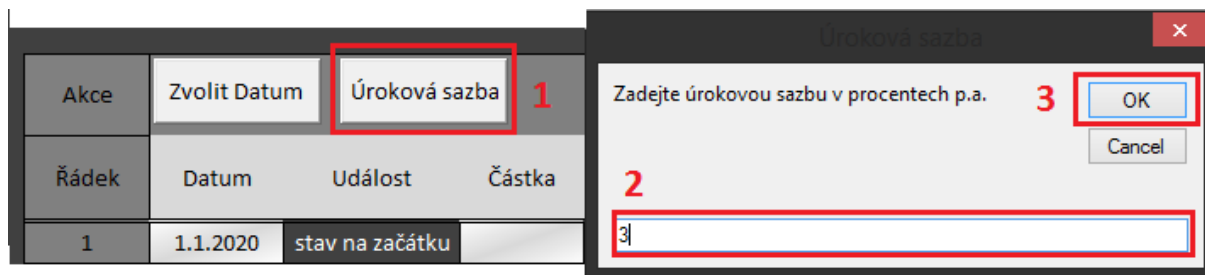 Akce Zvolit Datum Úroková sazba 1
Řádek Datum Událost Částka
1 1.1.2020 stav na začátku
Úroková sazba ×
Zadejte úrokovou sazbu v procentech p.a. 3 OK
Cancel
2
3